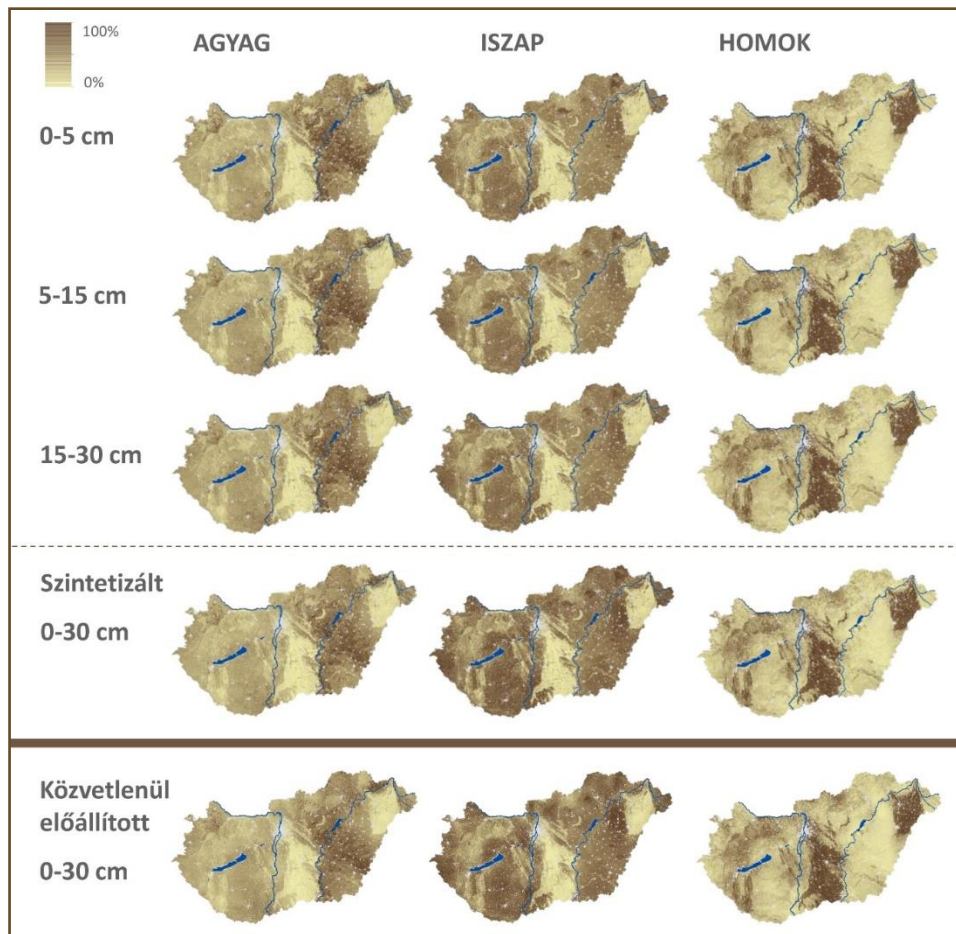 100%
0%
AGYAG
ISZAP
HOMOK
0-5 cm
5-15 cm
15-30 cm
Szintetizált
0-30 cm
Közvetlenül
előállított
0-30 cm